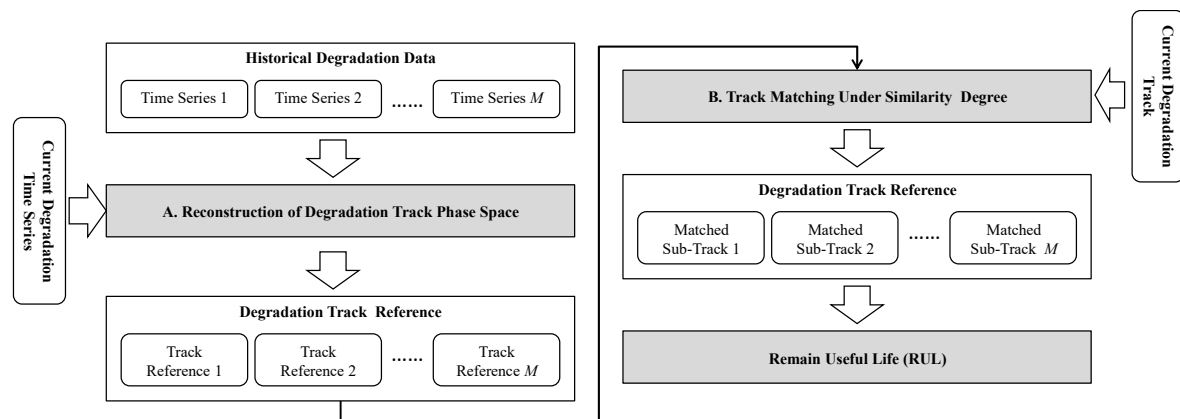 Historical Degradation Data
Time Series 1
Time Series 2
......
Time Series M
Current Degradation
Time Series
A. Reconstruction of Degradation Track Phase Space
Degradation Track Reference
Track
Reference 1
Track
Reference 2
......
Track
Reference M
B. Track Matching Under Similarity Degree
Current Degradation
Track
Degradation Track Reference
Matched
Sub-Track 1
Matched
Sub-Track 2
......
Matched
Sub-Track M
Remain Useful Life (RUL)